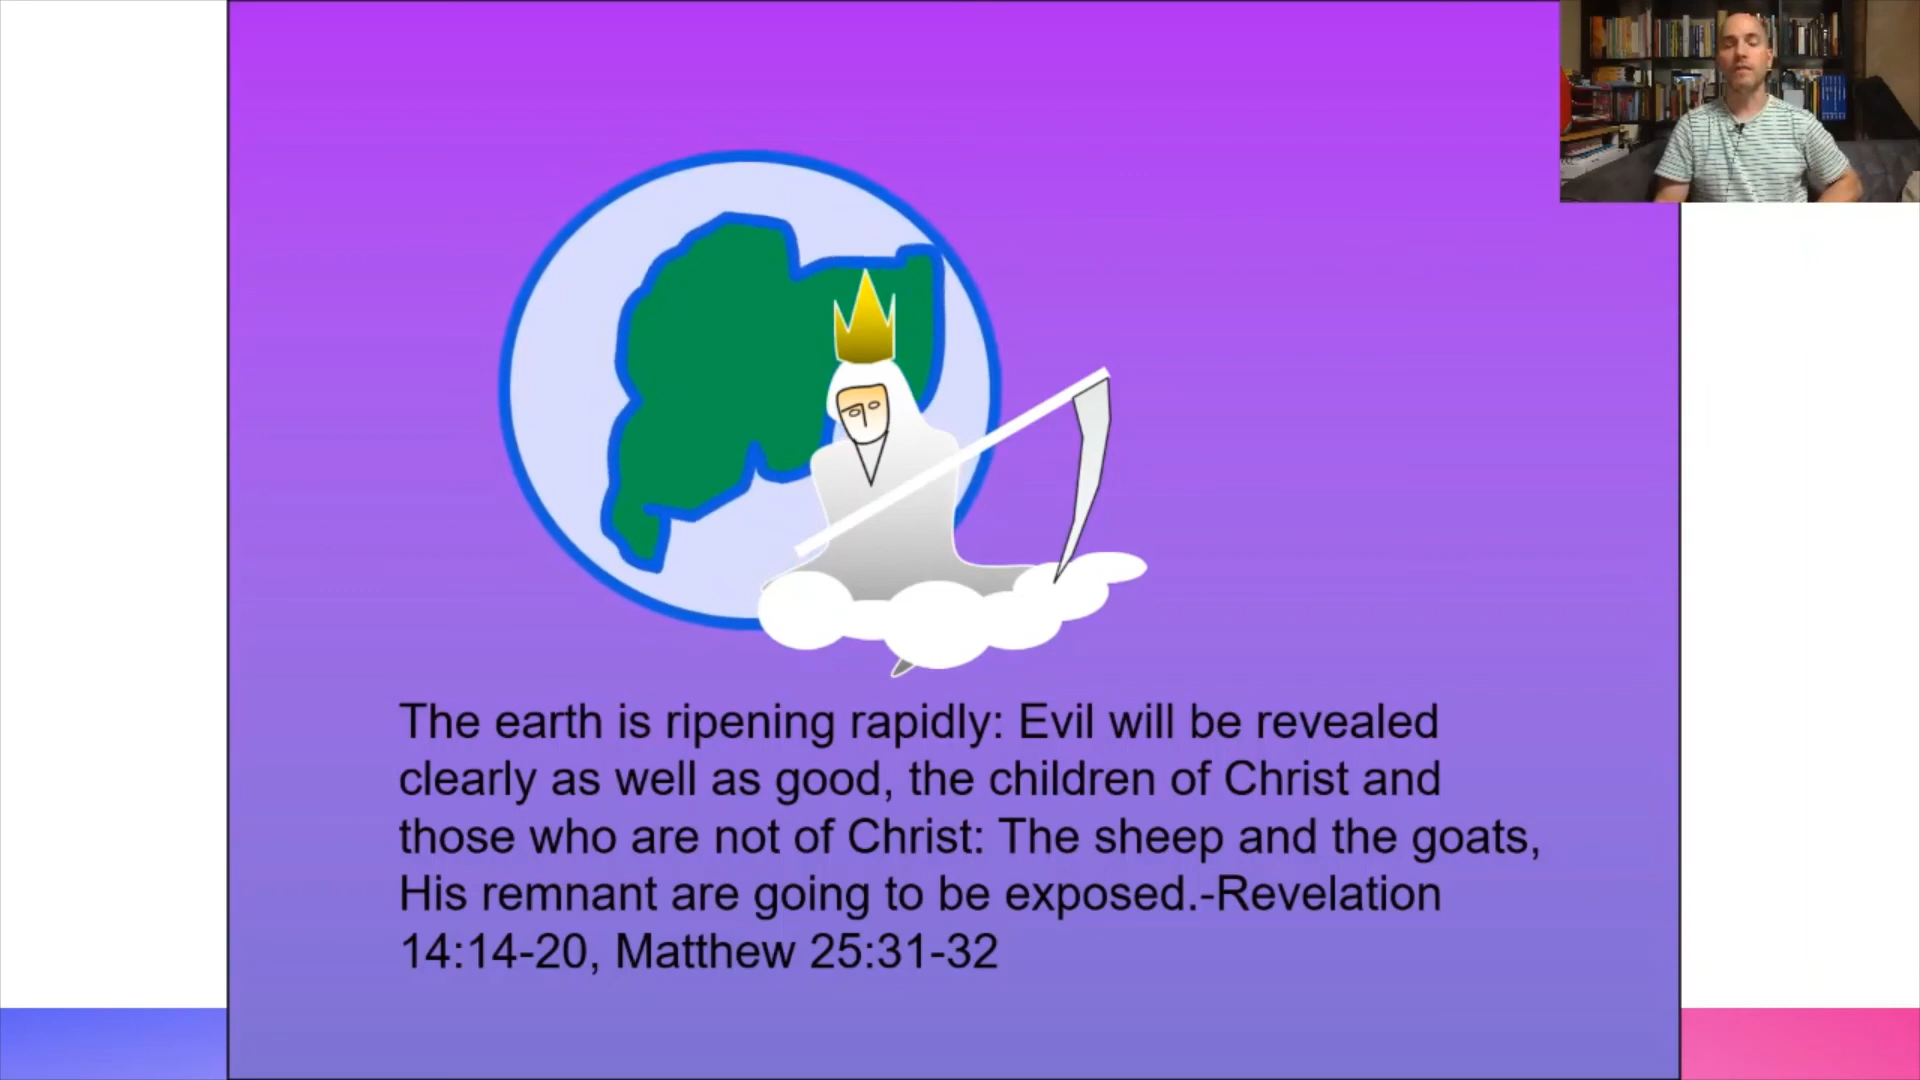 The earth is ripening rapidly: Evil will be revealed
clearly as well as good, the children of Christ and
those who are not of Christ: The sheep and the goats,
His remnant are going to be exposed.-Revelation
14:14-20, Matthew 25:31-32